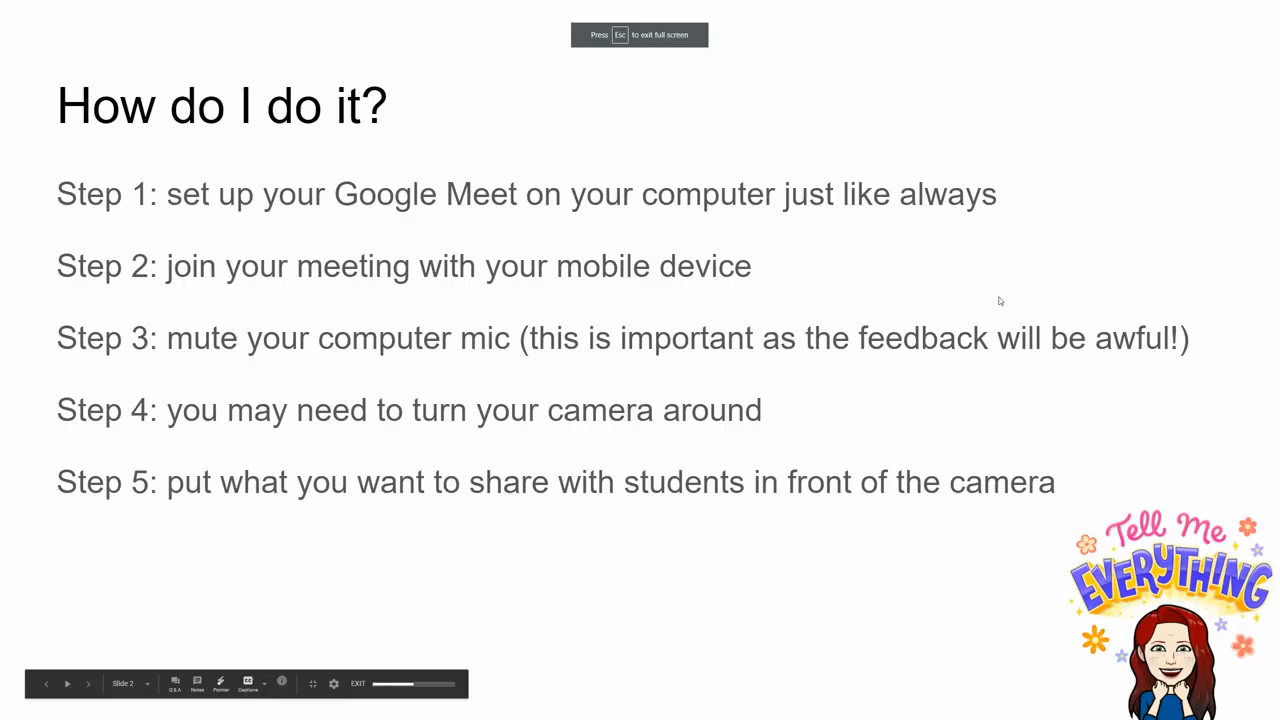 Press Esc to exit full screen
How do I do it?
Step 1: set up your Google Meet on your computer just like always
Step 2: join your meeting with your mobile device
Step 3: mute your computer mic (this is important as the feedback will be awful!)
Step 4: you may need to turn your camera around
Step 5: put what you want to share with students in front of the camera
Tell Me
EVERYTHING
Slide 2 Q&A Notes Pointer CC Captions EXIT